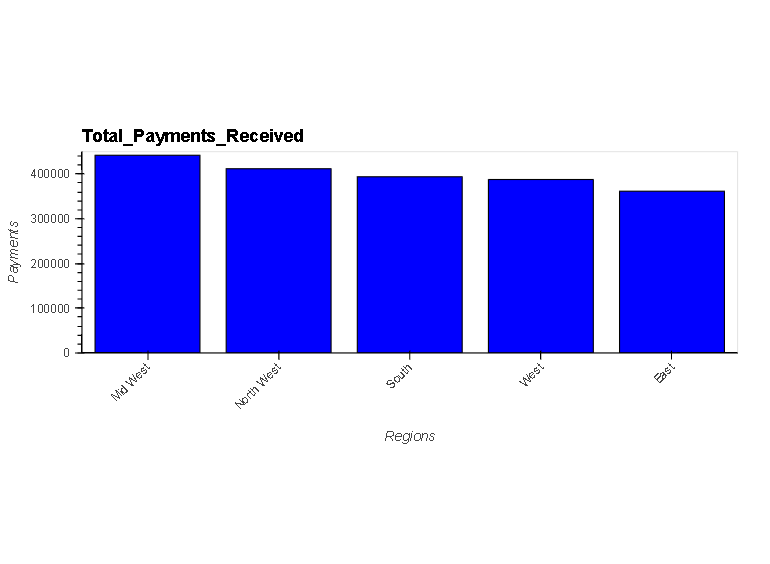 Total_Payments_Received
Payments
400000
300000
200000
100000
0
Mid West
North West
South
West
East
Regions